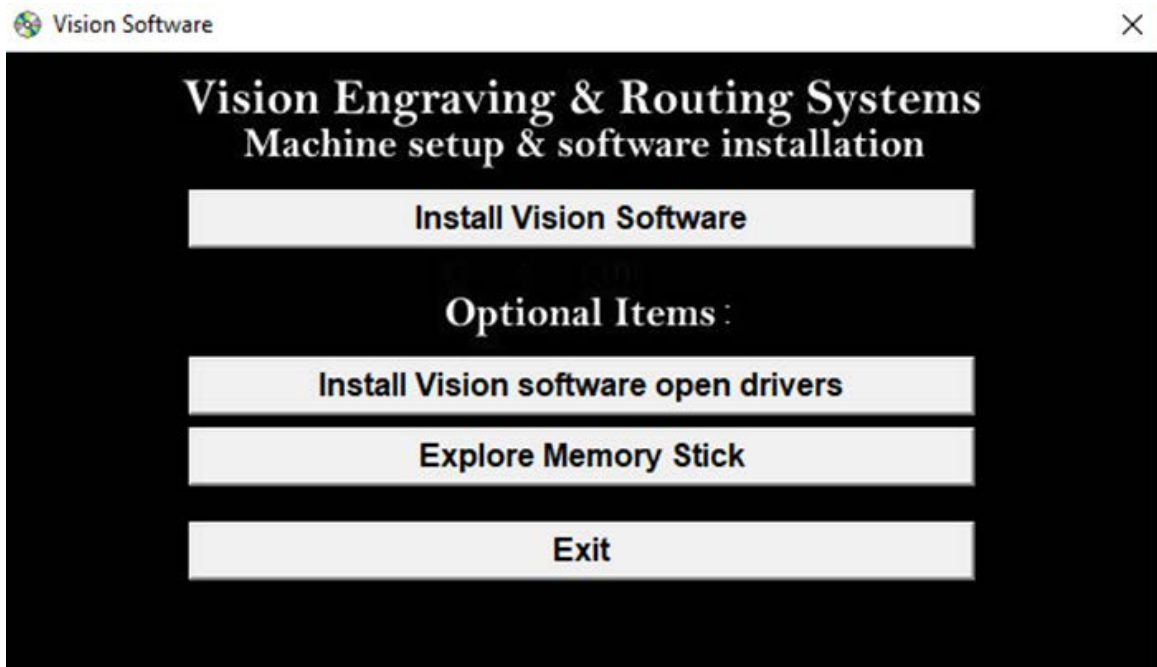 Vision Software
Vision Engraving & Routing Systems
Machine setup & software installation
Install Vision Software
Optional Items:
Install Vision software open drivers
Explore Memory Stick
Exit